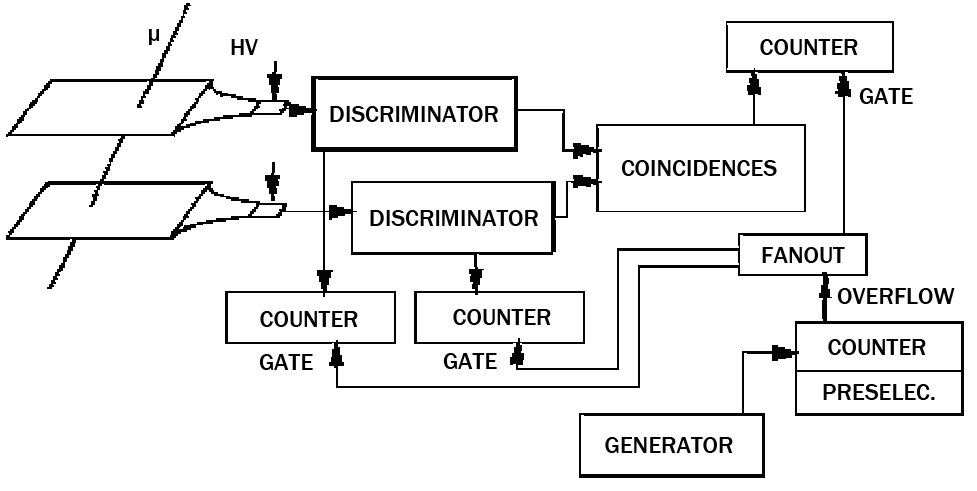 COUNTER
μ
HV
GATE
DISCRIMINATOR
COINCIDENCES
DISCRIMINATOR
FANOUT
OVERFLOW
COUNTER
COUNTER
COUNTER
GATE
GATE
PRESELEC.
GENERATOR